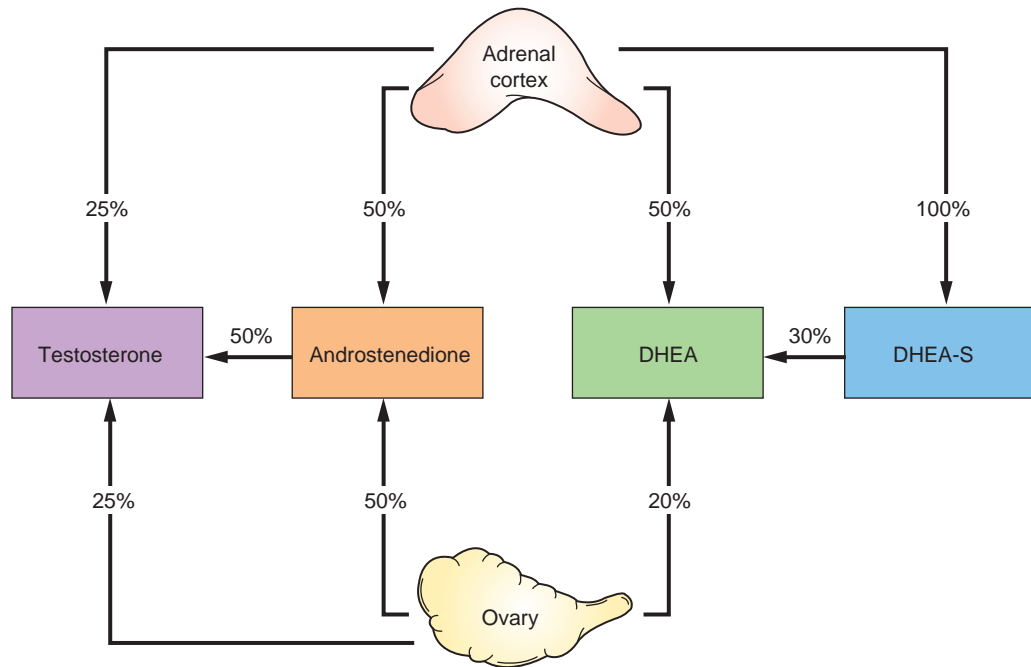 Adrenal
cortex
25%
50%
50%
100%
Testosterone
50%
Androstenedione
DHEA
30%
DHEA-S
25%
50%
20%
Ovary